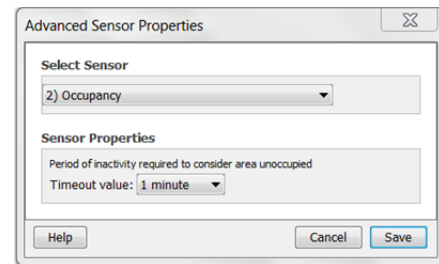 Advanced Sensor Properties
Select Sensor
2) Occupancy
Sensor Properties
Period of inactivity required to consider area unoccupied
Timeout value: 1 minute
Help Cancel Save